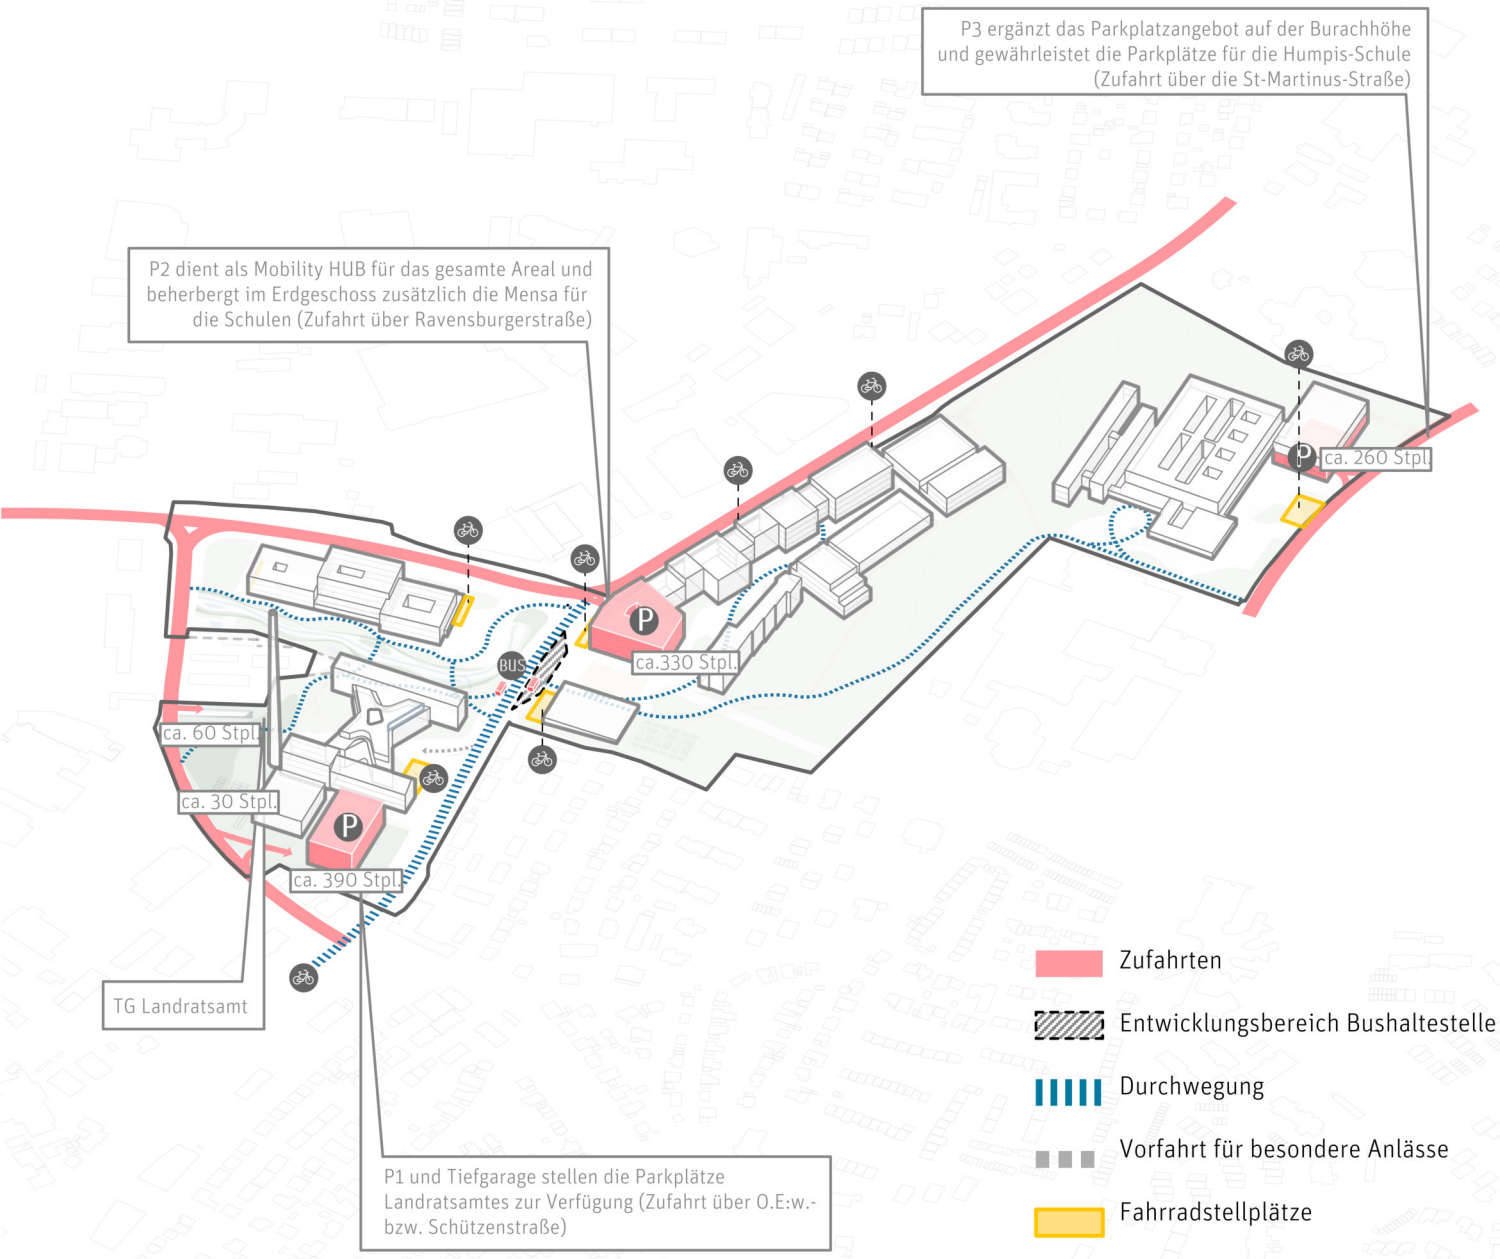 P3 ergänzt das Parkplatzangebot auf der Burachhöhe
und gewährleistet die Parkplätze für die Humpis-Schule
(Zufahrt über die St-Martinus-Straße)
P2 dient als Mobility HUB für das gesamte Areal und
beherbergt im Erdgeschoss zusätzlich die Mensa für
die Schulen (Zufahrt über Ravensburgerstraße)
P
ca. 260 Stpl.
P
ca.330 Stpl.
BUS
ca. 60 Stpl.
ca. 30 Stpl.
P
ca. 390 Stpl.
TG Landratsamt
P1 und Tiefgarage stellen die Parkplätze
Landratsamtes zur Verfügung (Zufahrt über O.E:w.-
bzw. Schützenstraße)
Zufahrten
Entwicklungsbereich Bushaltestelle
Durchwegung
Vorfahrt für besondere Anlässe
Fahrradstellplätze